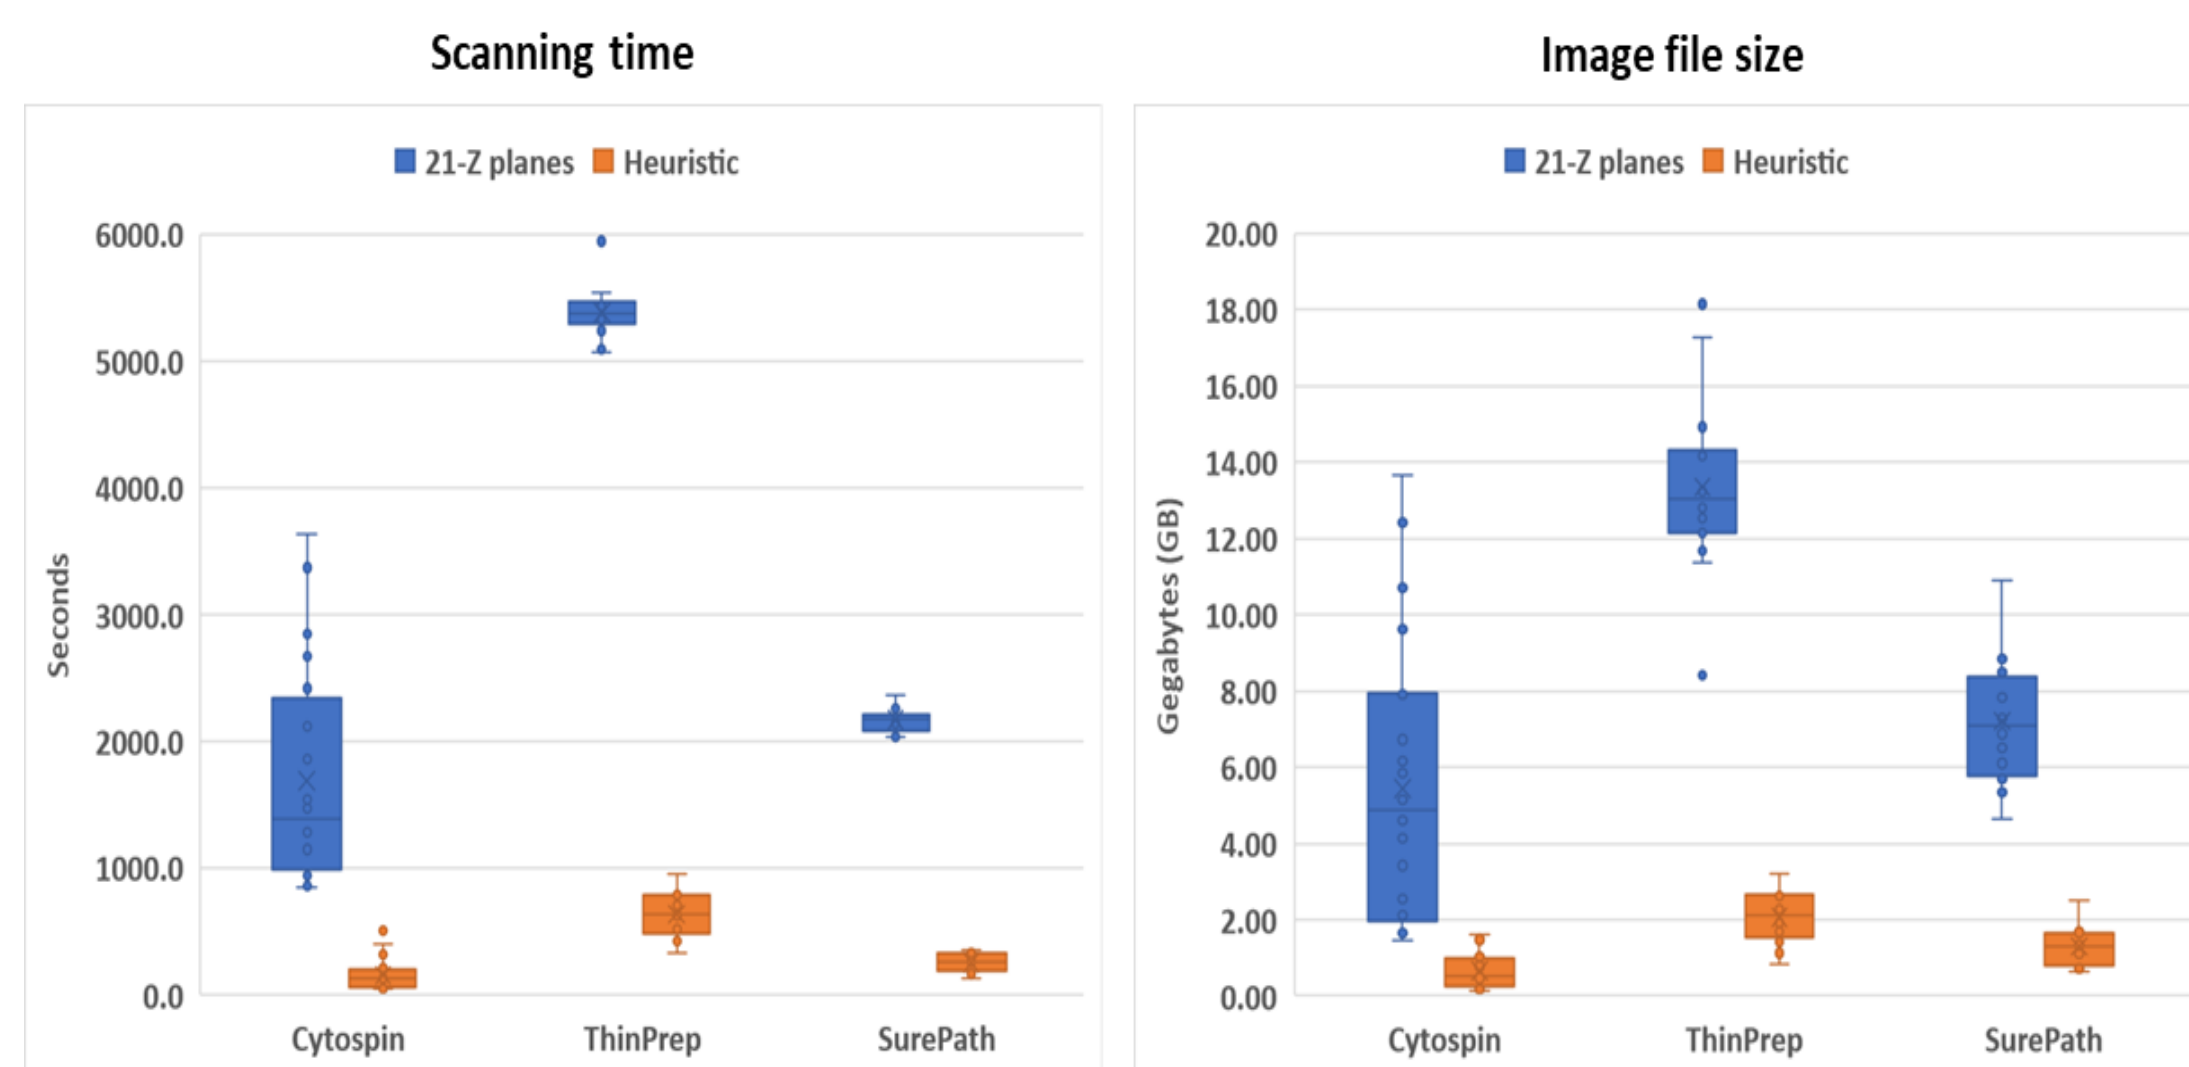 Scanning time
21-Z planes Heuristic
6000.0
5000.0
4000.0
3000.0
2000.0
1000.0
0.0
Seconds
Cytospin ThinPrep SurePath
Image file size
21-Z planes Heuristic
20.00
18.00
16.00
14.00
12.00
10.00
8.00
6.00
4.00
2.00
0.00
Gegabytes (GB)
Cytospin ThinPrep SurePath